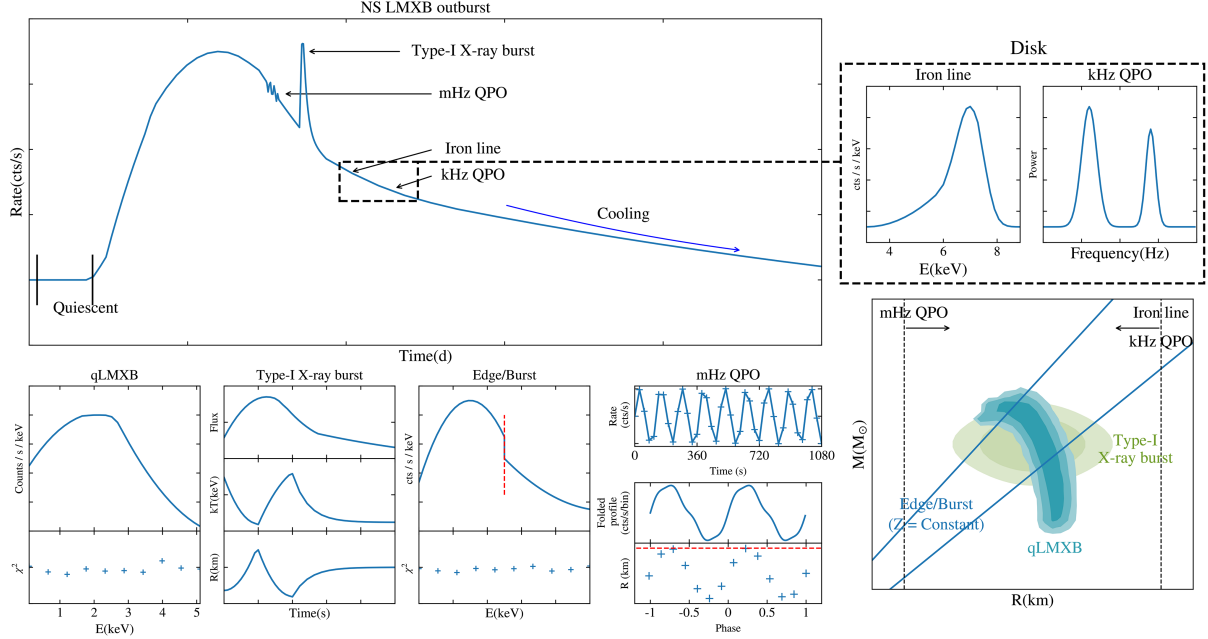 NS LMXB outburst
Rate(cts/s)
Type-I X-ray burst
mHz QPO
Iron line
kHz QPO
Cooling
Quiescent
Time(d)
Disk
Iron line
cts / s / keV
4
6
8
E(keV)
kHz QPO
Power
Frequency(Hz)
qLMXB
Counts / s / keV
χ²
1
2
3
4
5
E(keV)
Type-I X-ray burst
Flux
kT(keV)
R(km)
Time(s)
Edge/Burst
cts / s / keV
χ²
E(keV)
mHz QPO
Rate
(cts/s)
0
360
720
1080
Time (s)
Folded
profile
(cts/s/bin)
R (km)
-1
-0.5
0
0.5
1
Phase
mHz QPO
Iron line
kHz QPO
M(M☉)
Type-I
X-ray burst
Edge/Burst
(Z = Constant)
qLMXB
R(km)